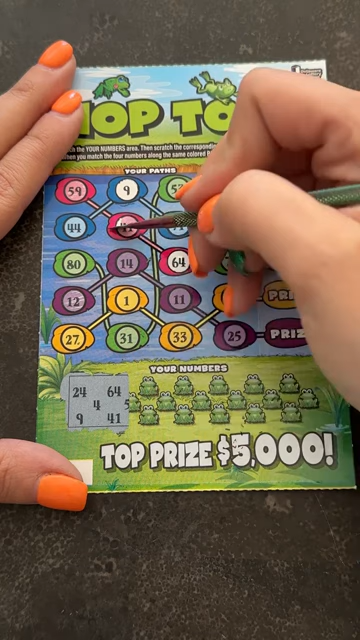 HOP TO
the YOUR NUMBERS area. Then scratch the corresponding
when you match the four numbers along the same colored
YOUR PATHS
59 9
44
80 14 64
12 1 11 PRI
27 31 33 25 PRIZ
YOUR NUMBERS
24 64
4
9 41
TOP PRIZE $5,000!